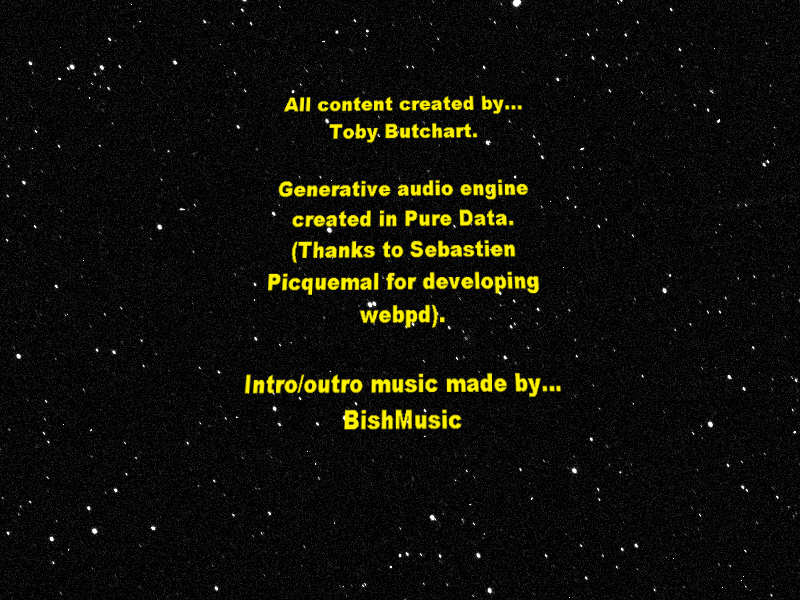 All content created by...
Toby Butchart.
Generative audio engine
created in Pure Data.
(Thanks to Sebastien
Picquemal for developing
webpd).
Intro/outro music made by...
BishMusic